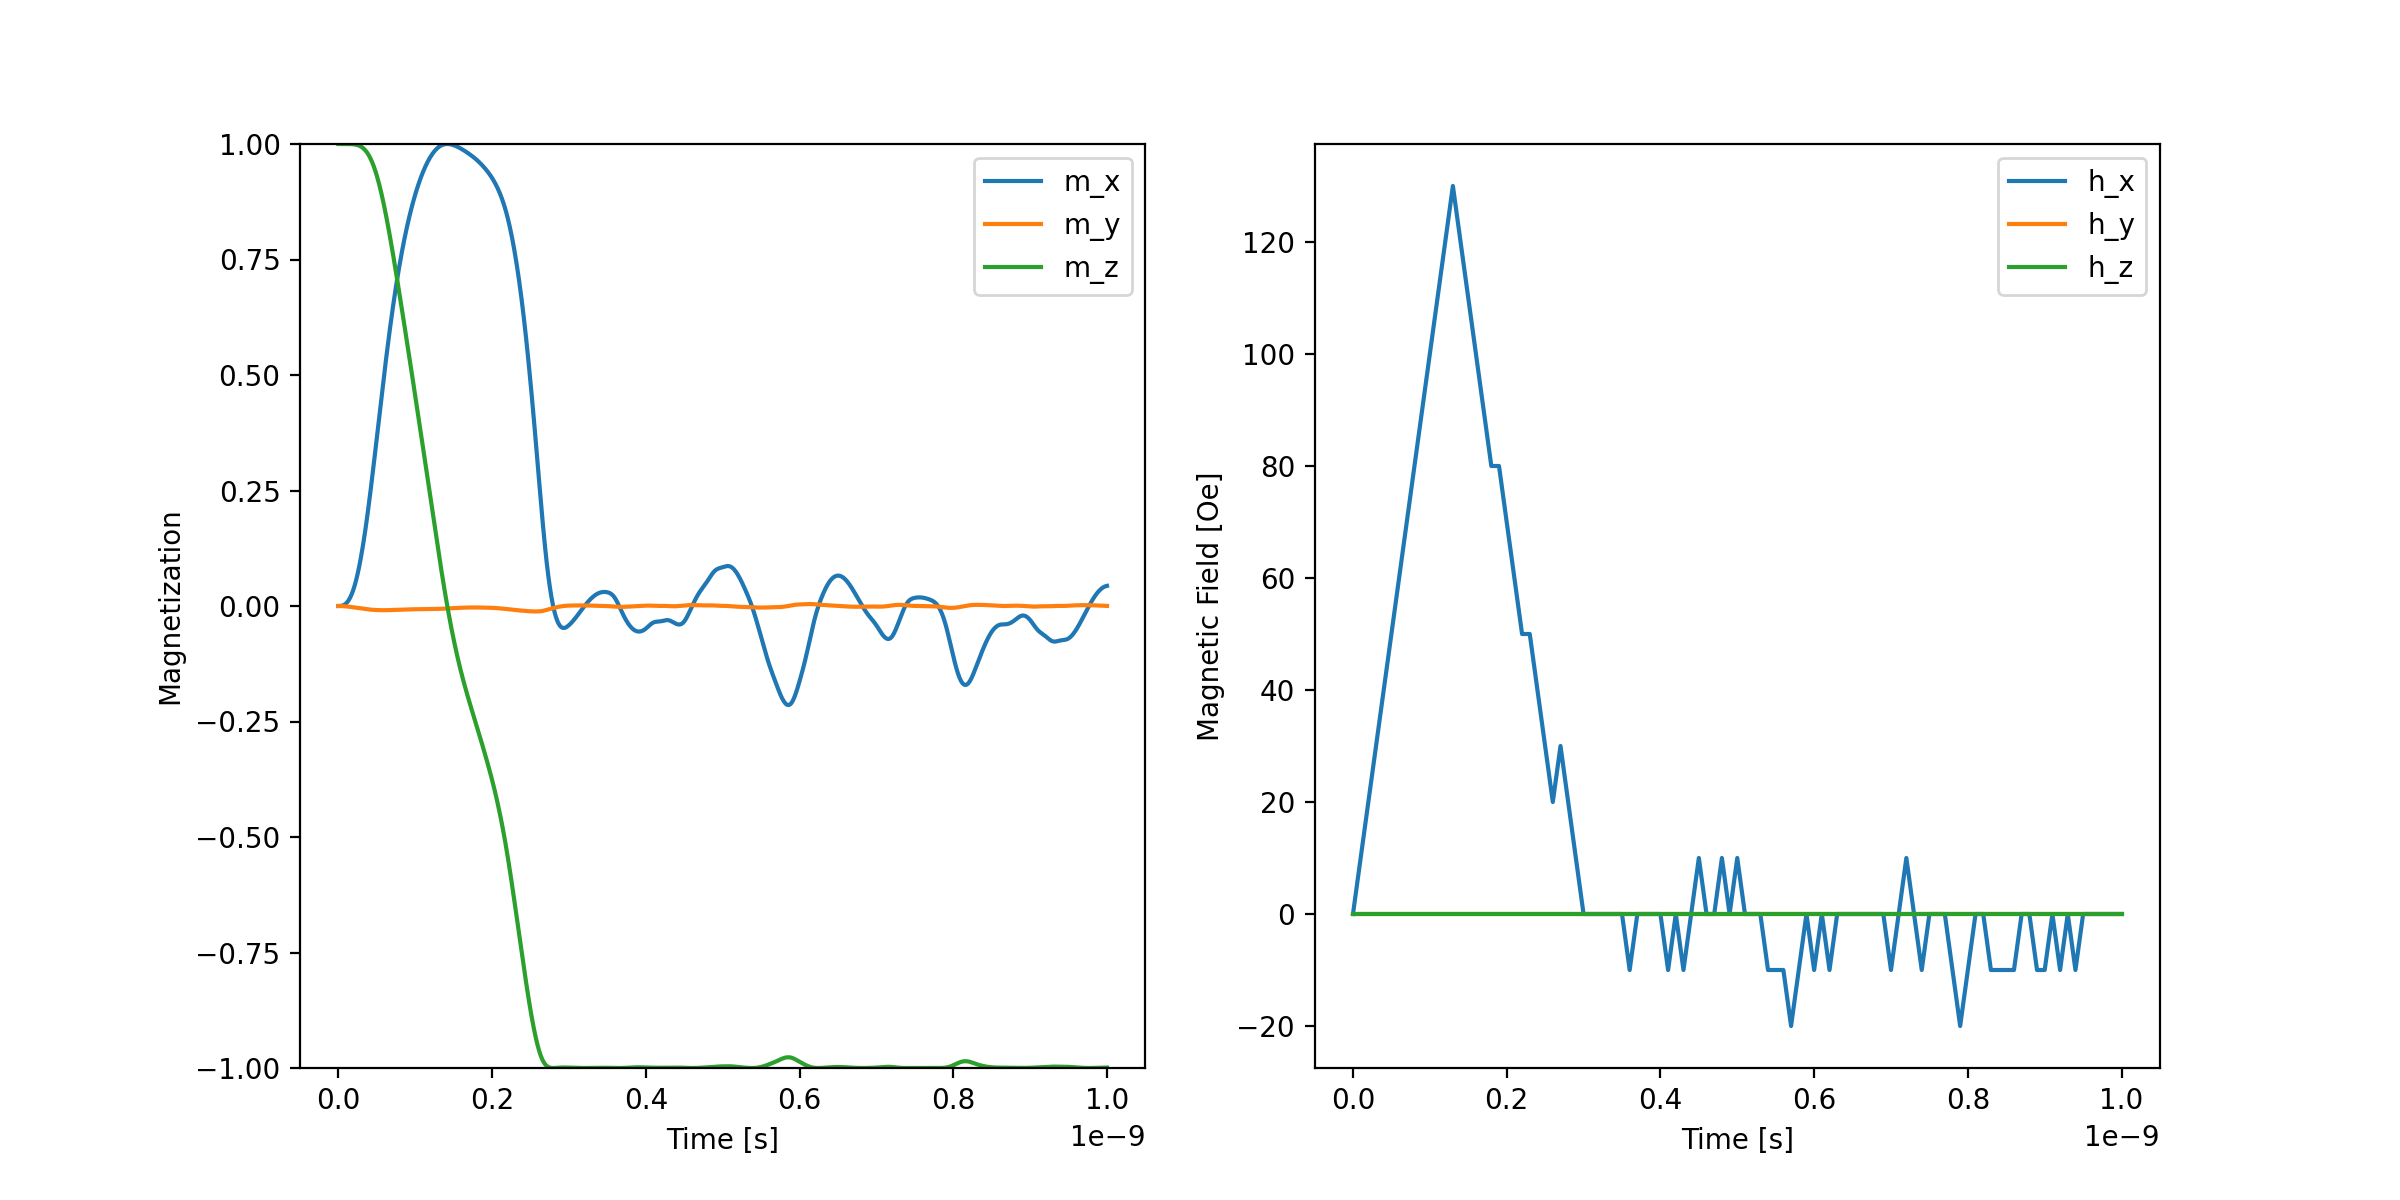 1.00
0.75
0.50
0.25
0.00
−0.25
−0.50
−0.75
−1.00
Magnetization
m_x
m_y
m_z
0.0 0.2 0.4 0.6 0.8 1.0
1e−9
Time [s]
120
100
80
60
40
20
0
−20
Magnetic Field [Oe]
h_x
h_y
h_z
0.0 0.2 0.4 0.6 0.8 1.0
1e−9
Time [s]